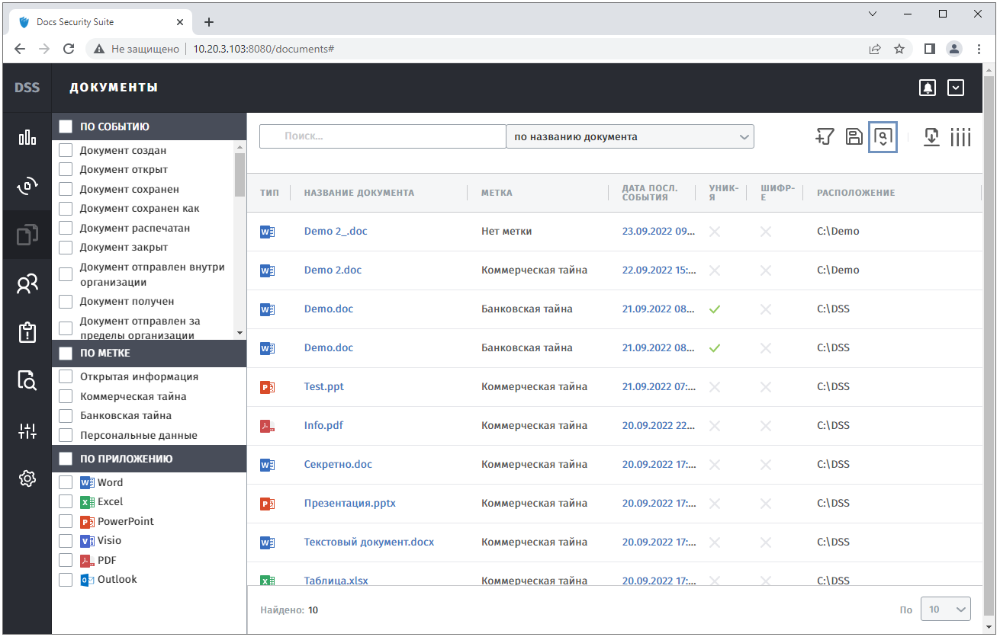 Docs Security Suite
Не защищено
10.20.3.103:8080/documents#
DSS
ДОКУМЕНТЫ
ПО СОБЫТИЮ
Документ создан
Документ открыт
Документ сохранен
Документ сохранен как
Документ распечатан
Документ закрыт
Документ отправлен внутри
организации
Документ получен
Документ отправлен за
пределы организации
ПО МЕТКЕ
Открытая информация
Коммерческая тайна
Банковская тайна
Персональные данные
ПО ПРИЛОЖЕНИЮ
Word
Excel
PowerPoint
Visio
PDF
Outlook
Поиск...
по названию документа
ТИП НАЗВАНИЕ ДОКУМЕНТА МЕТКА ДАТА ПОСЛ. УНИК- ШИФР- РАСПОЛОЖЕНИЕ
СОБЫТИЯ Я Е
Demo 2_.doc Нет метки 23.09.2022 09... C:\Demo
Demo 2.doc Коммерческая тайна 22.09.2022 15:... C:\Demo
Demo.doc Банковская тайна 21.09.2022 08... C:\DSS
Demo.doc Банковская тайна 21.09.2022 08... C:\DSS
Test.ppt Коммерческая тайна 21.09.2022 07:... C:\DSS
Info.pdf Коммерческая тайна 20.09.2022 22... C:\DSS
Секретно.doc Коммерческая тайна 20.09.2022 17:... C:\DSS
Презентация.pptx Коммерческая тайна 20.09.2022 17:... C:\DSS
Текстовый документ.docx Коммерческая тайна 20.09.2022 17:... C:\DSS
Таблица.xlsx Коммерческая тайна 20.09.2022 17:... C:\DSS
Найдено: 10
По 10